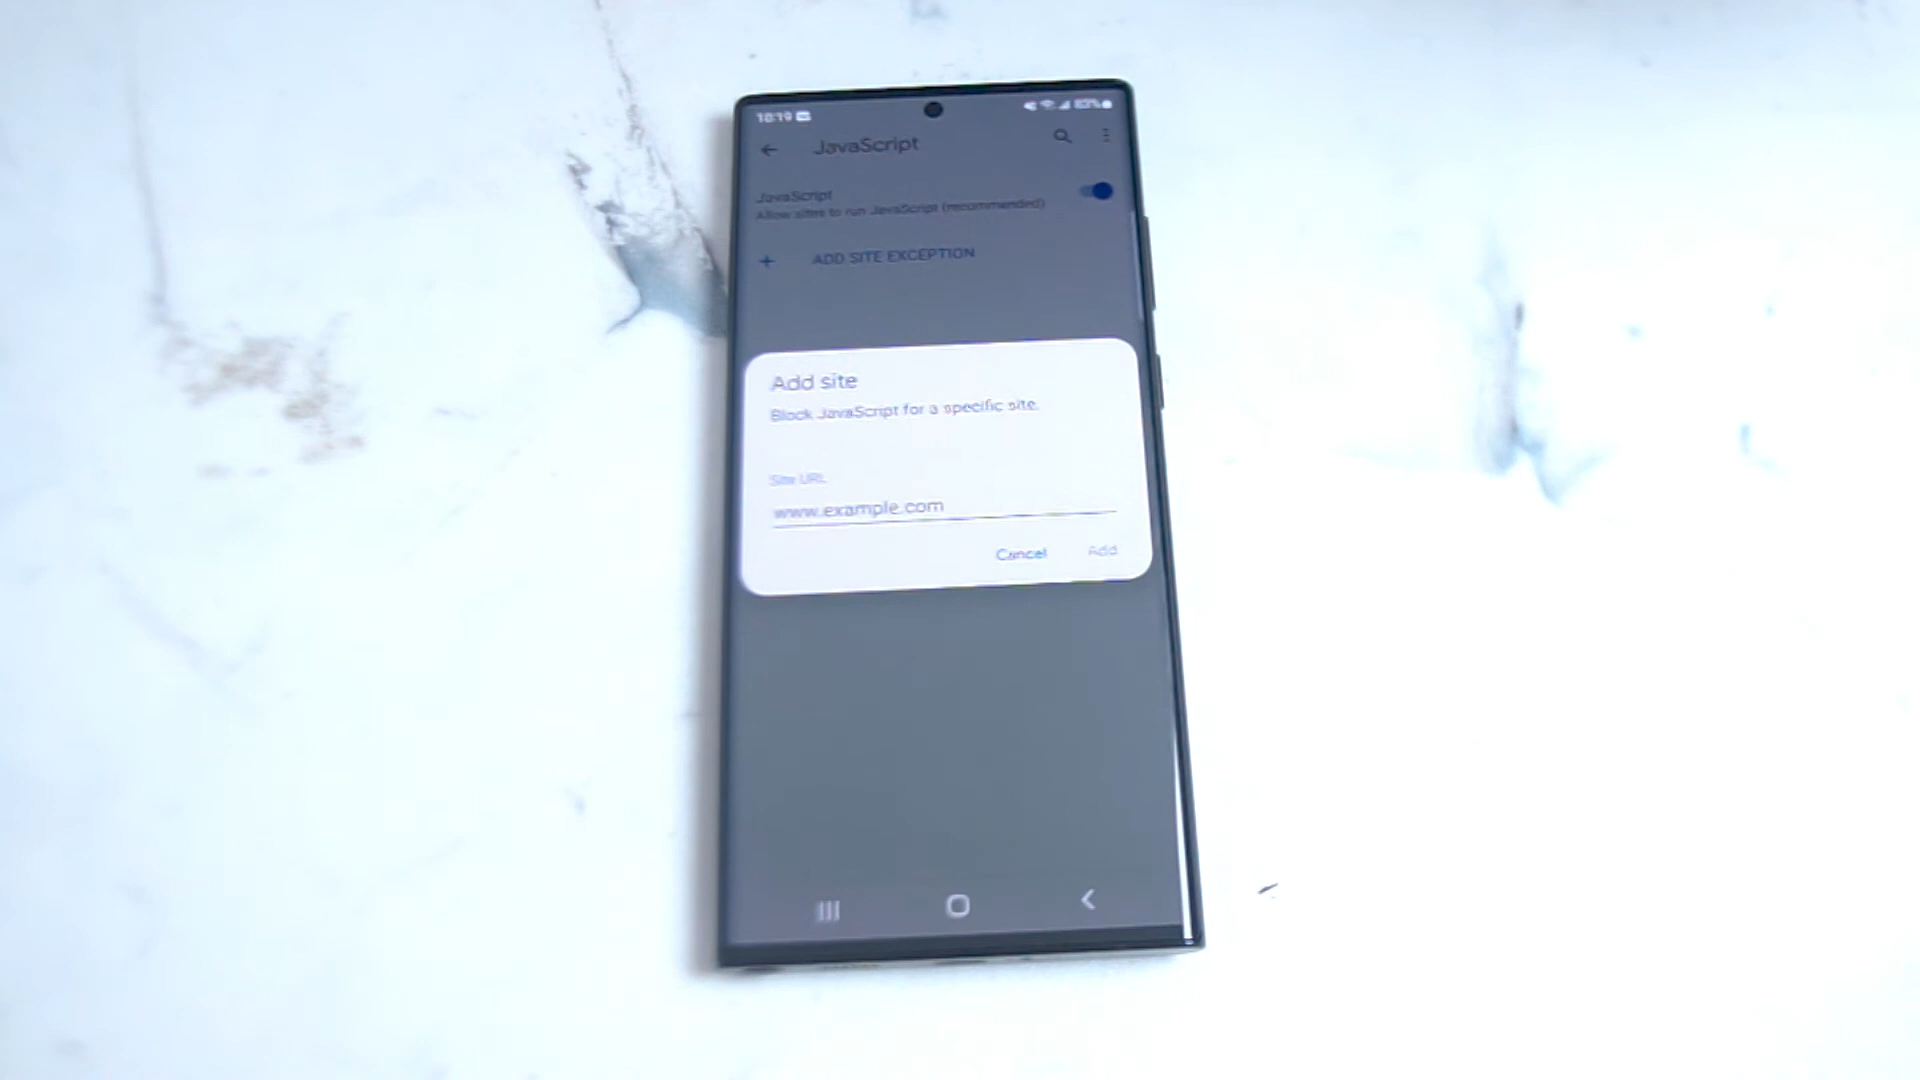 10:19
JavaScript
JavaScript
Allow sites to run JavaScript (recommended)
+ ADD SITE EXCEPTION
Add site
Block JavaScript for a specific site.
Site URL
www.example.com
Cancel Add